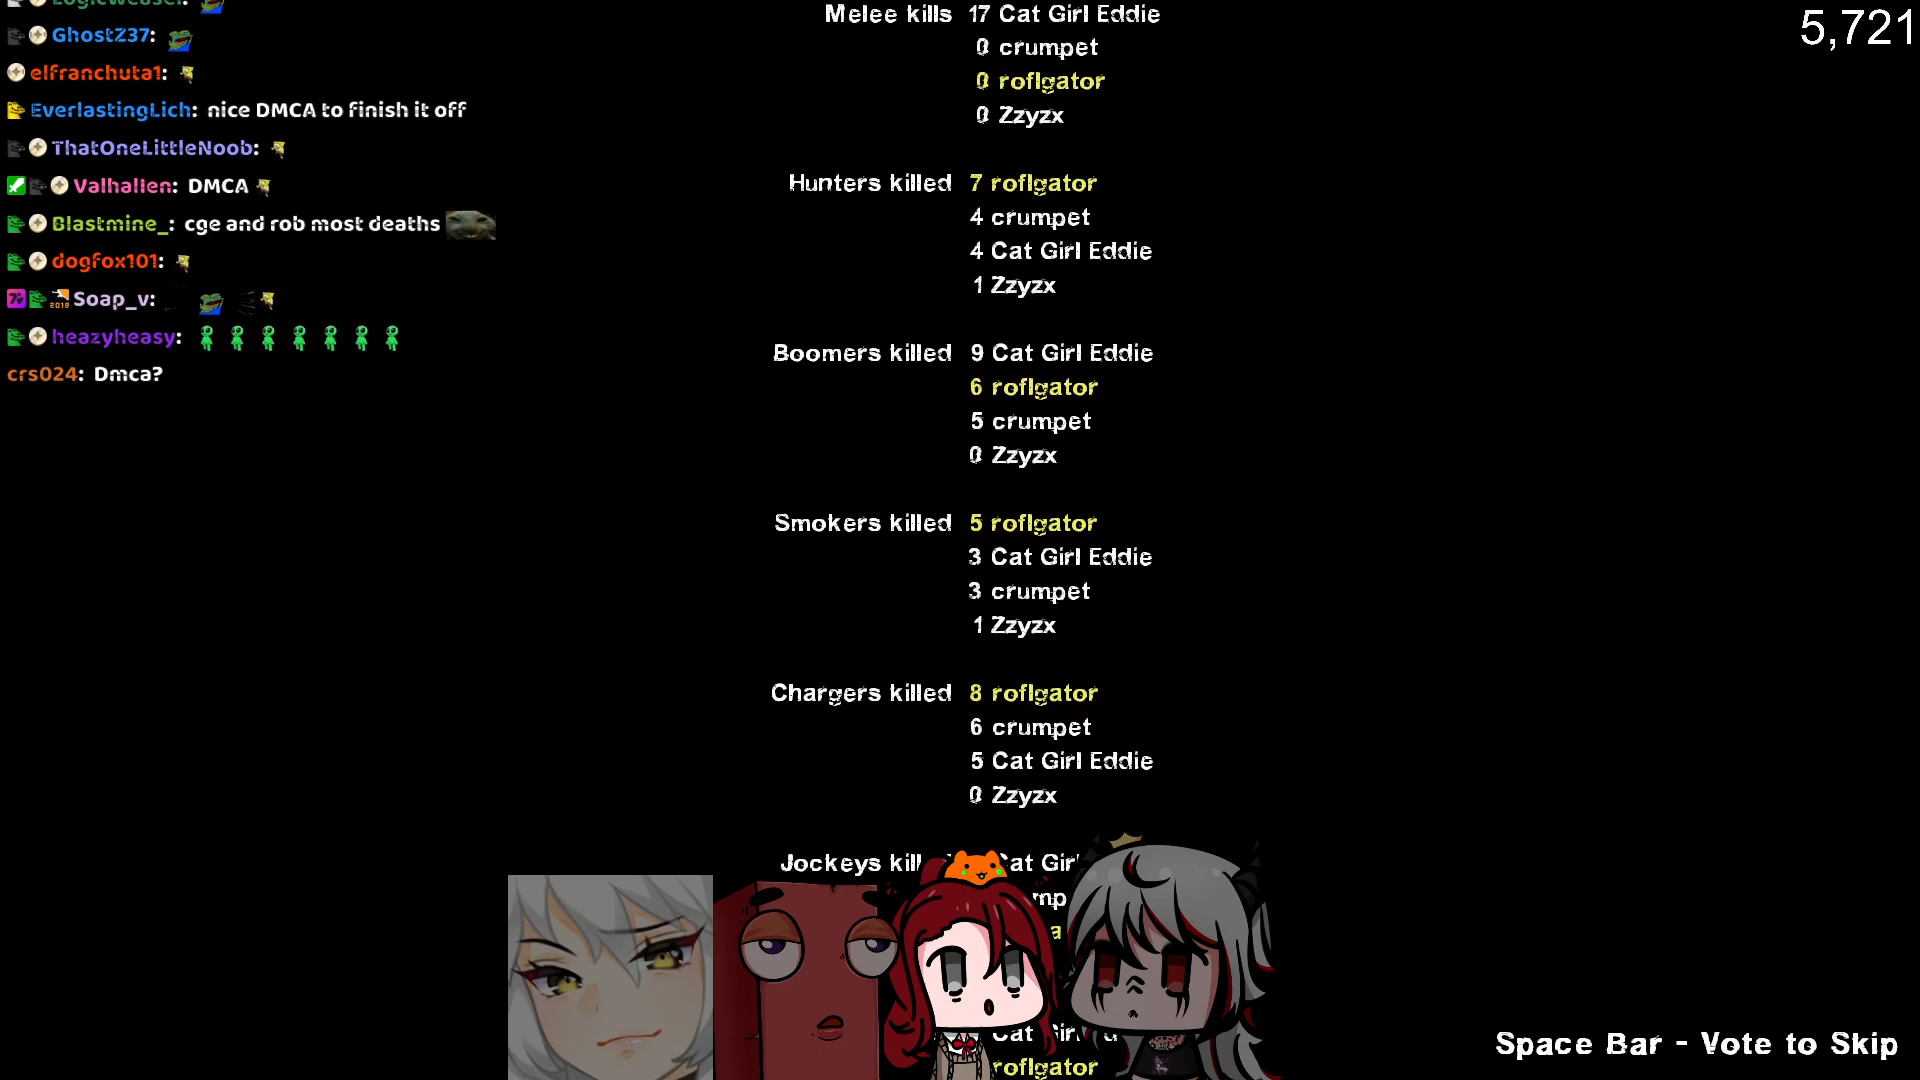 GhostZ37:
elfranchuta1:
EverlastingLich: nice DMCA to finish it off
ThatOneLittleNoob:
Valhallen: DMCA
Blastmine_: cge and rob most deaths
dogfox101:
Soap_v:
heazyheasy:
crs024: Dmca?
Melee kills 17 Cat Girl Eddie
0 crumpet
0 roflgator
0 Zzyzx
Hunters killed 7 roflgator
4 crumpet
4 Cat Girl Eddie
1 Zzyzx
Boomers killed 9 Cat Girl Eddie
6 roflgator
5 crumpet
0 Zzyzx
Smokers killed 5 roflgator
3 Cat Girl Eddie
3 crumpet
1 Zzyzx
Chargers killed 8 roflgator
6 crumpet
5 Cat Girl Eddie
0 Zzyzx
Jockeys
Cat
roflgator
5,721
Space Bar - Vote to Skip